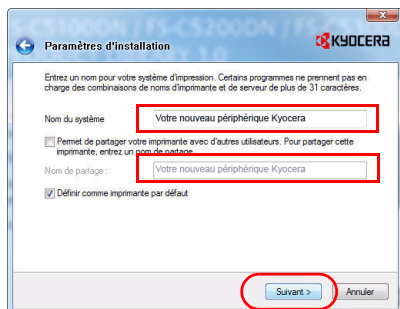 Paramètres d'installation
KYOCERA
Entrez un nom pour votre système d'impression. Certains programmes ne prennent pas en
charge des combinaisons de noms d'imprimante et de serveur de plus de 31 caractères.
Nom du système
Votre nouveau périphérique Kyocera
Permet de partager votre imprimante avec d'autres utilisateurs. Pour partager cette
imprimante, entrez un nom de partage.
Nom de partage :
Votre nouveau périphérique Kyocera
Définir comme imprimante par défaut
Suivant >
Annuler